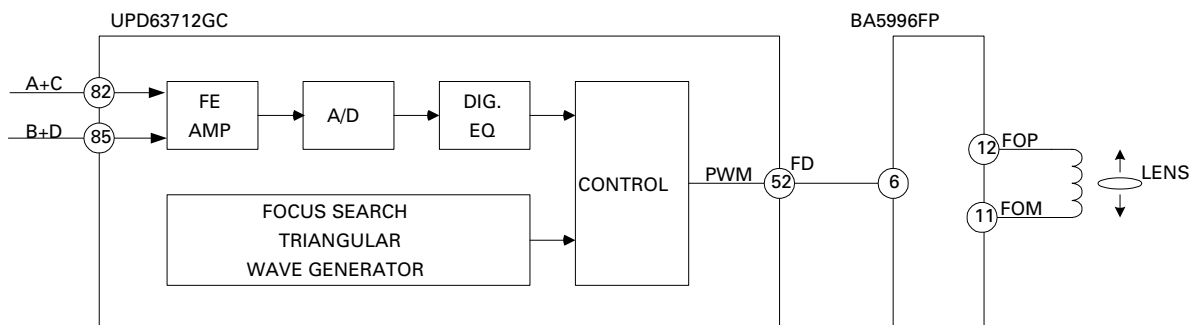 UPD63712GC
BA5996FP
A+C
82
B+D
85
FE
AMP
A/D
DIG.
EQ
CONTROL
PWM
52
FD
6
12
FOP
11
FOM
LENS
FOCUS SEARCH
TRIANGULAR
WAVE GENERATOR